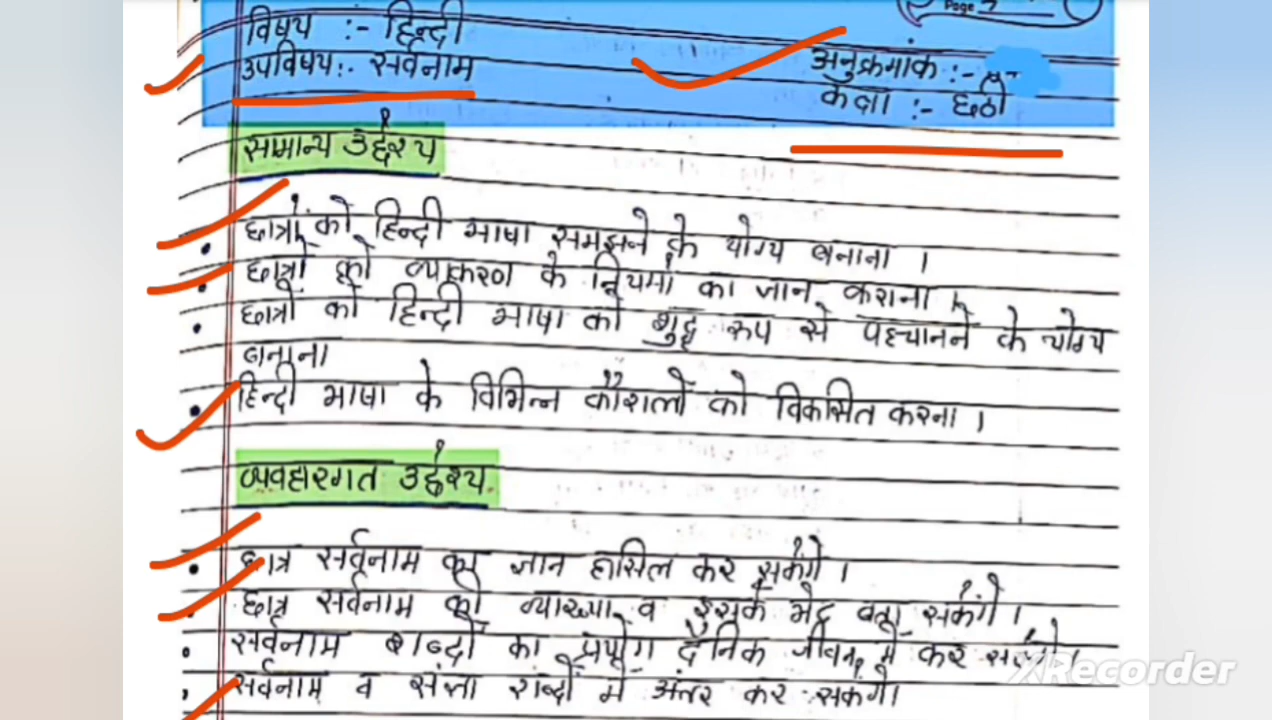 Page
विषय :- हिन्दी
उपविषय:- सर्वनाम
अनुक्रमांक :-
कक्षा :- छठी
सामान्य उद्देश्य
• छात्रों को हिन्दी भाषा समझने के योग्य बनाना ।
• छात्रों को व्याकरण के नियमों का ज्ञान कराना ।
• छात्रों को हिन्दी भाषा को शुद्ध रूप से पहचानने के योग्य
बनाना
• हिन्दी भाषा के विभिन्न कौशलों को विकसित करना ।
व्यवहारगत उद्देश्य
• छात्र सर्वनाम का ज्ञान हासिल कर सकेंगे ।
• छात्र सर्वनाम की व्याख्या व इसके भेद बता सकेंगे ।
• सर्वनाम शब्दों का प्रयोग दैनिक जीवन में कर सकेंगे ।
• सर्वनाम व संज्ञा शब्दों में अंतर कर सकेंगे।
XRecorder